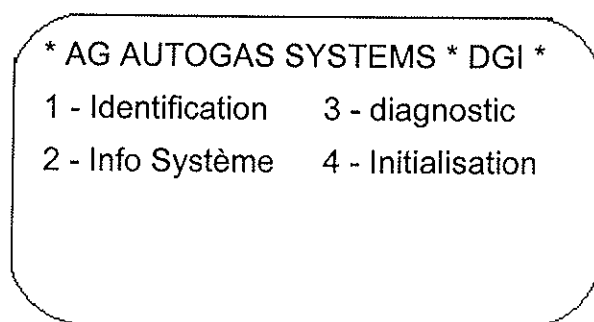 * AG AUTOGAS SYSTEMS * DGI *
1 - Identification 3 - diagnostic
2 - Info Système 4 - Initialisation